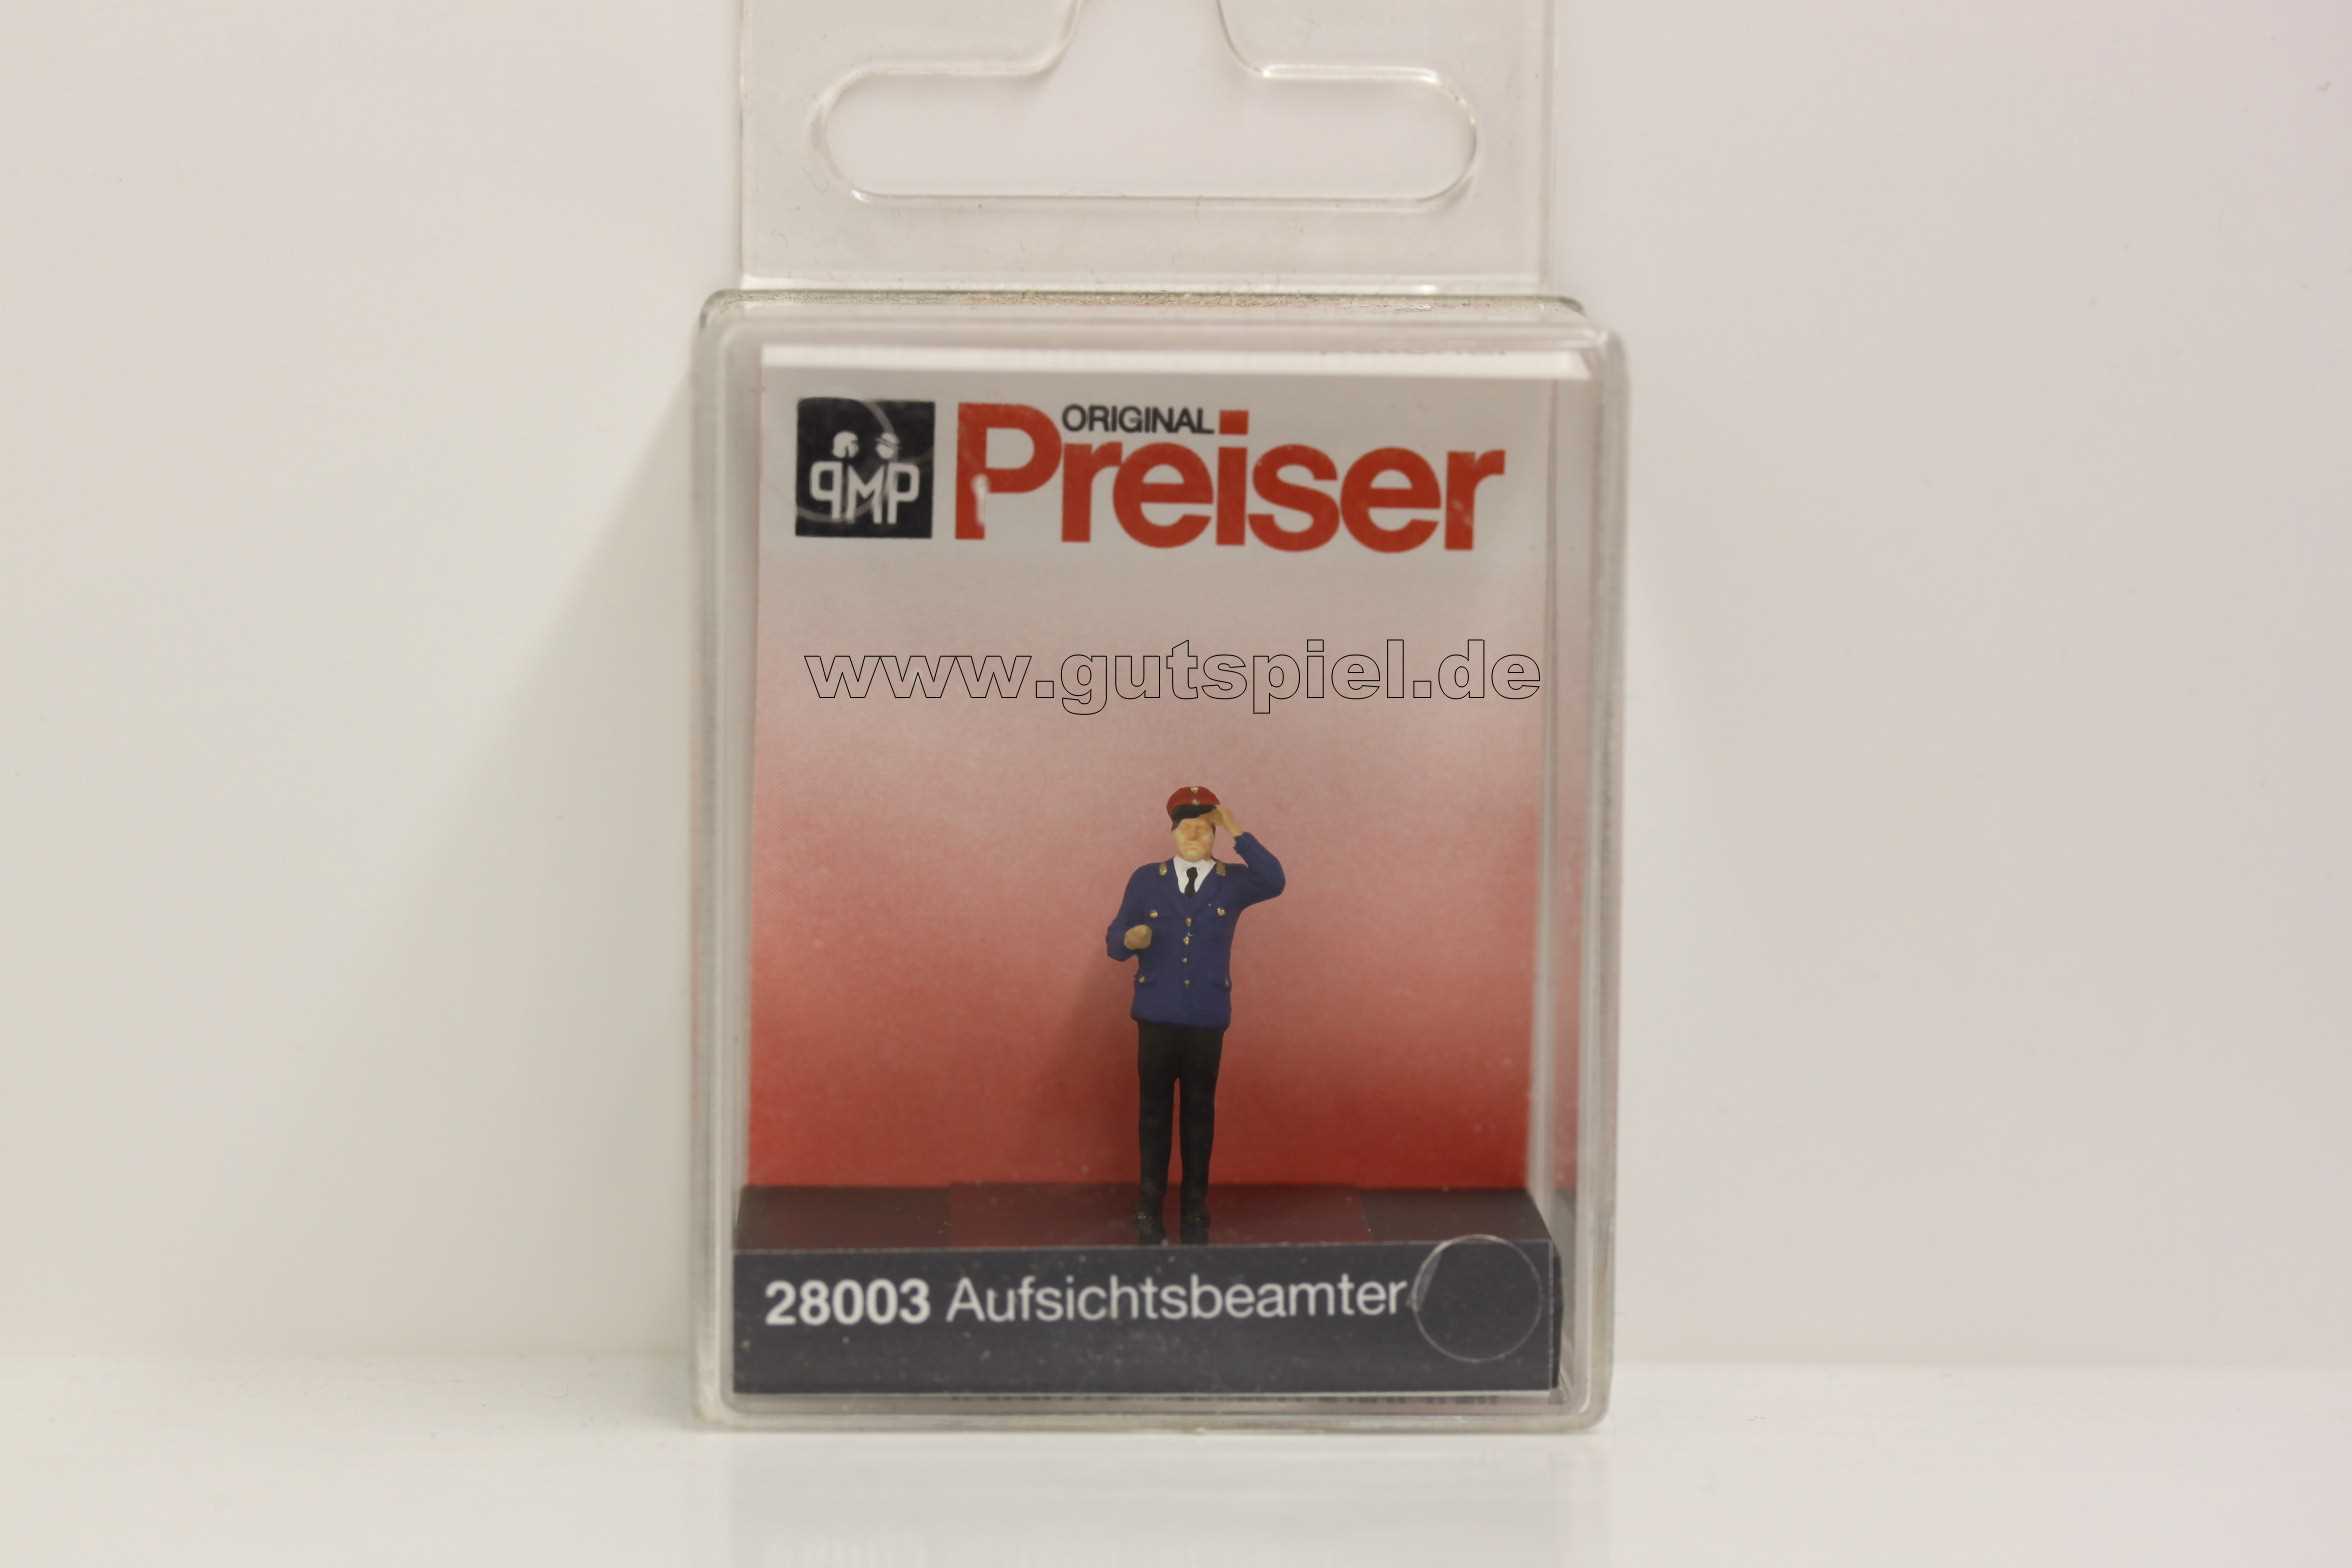 PMP
ORIGINAL
Preiser
www.gutspiel.de
28003 Aufsichtsbeamter